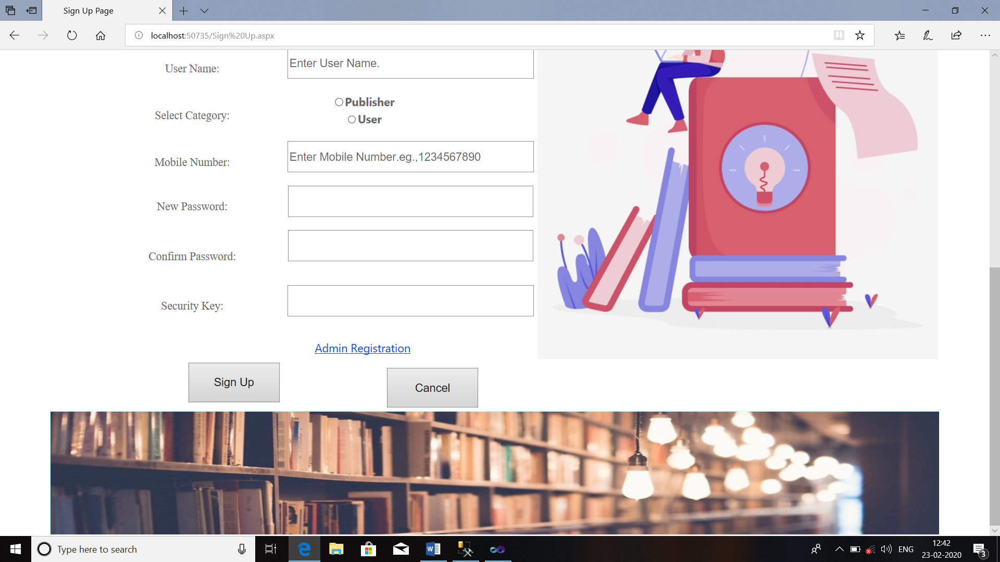 Sign Up Page
localhost:50735/Sign%20Up.aspx
User Name:
Enter User Name.
Select Category:
Publisher
User
Mobile Number:
Enter Mobile Number.eg.,1234567890
New Password:
Confirm Password:
Security Key:
Admin Registration
Sign Up
Cancel
Type here to search
ENG
12:42
23-02-2020
3